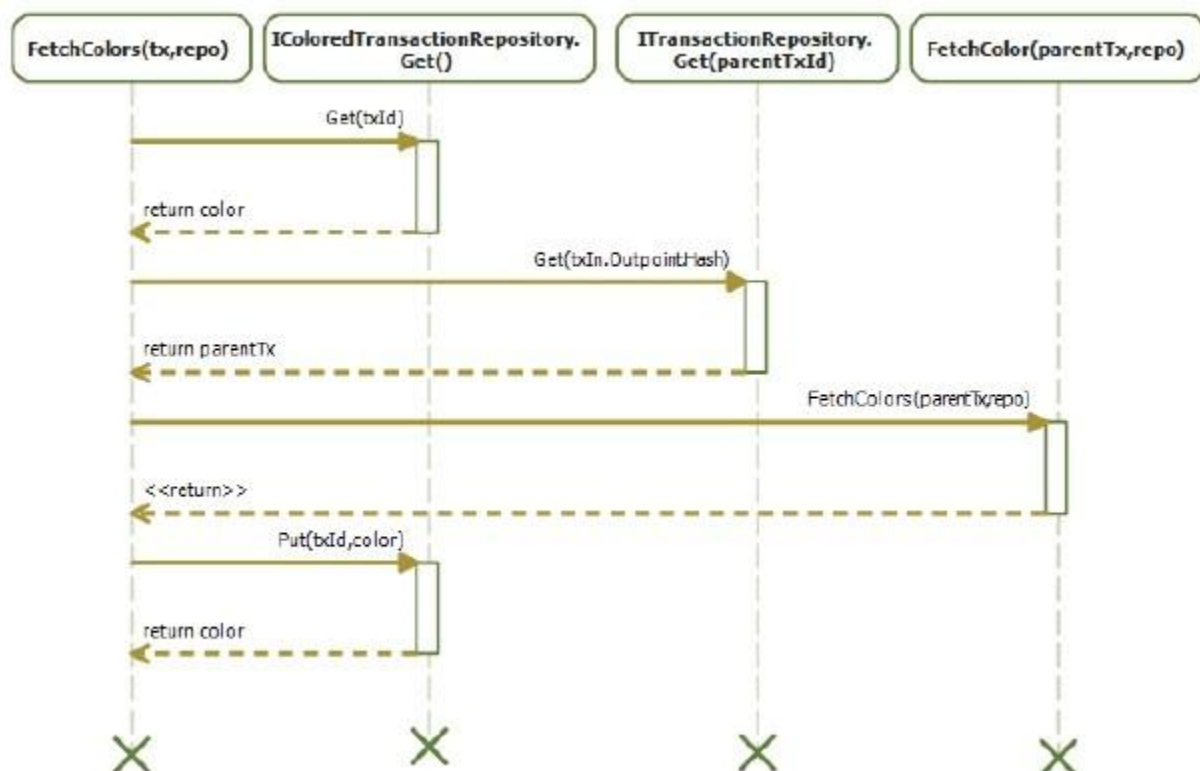 FetchColors(tx,repo)
IColoredTransactionRepository.
Get()
ITransactionRepository.
Get(parentTxId)
FetchColor(parentTx,repo)
Get(txId)
return color
Get(txIn.OutpointHash)
return parentTx
FetchColors(parentTx,repo)
<<return>>
Put(txId,color)
return color